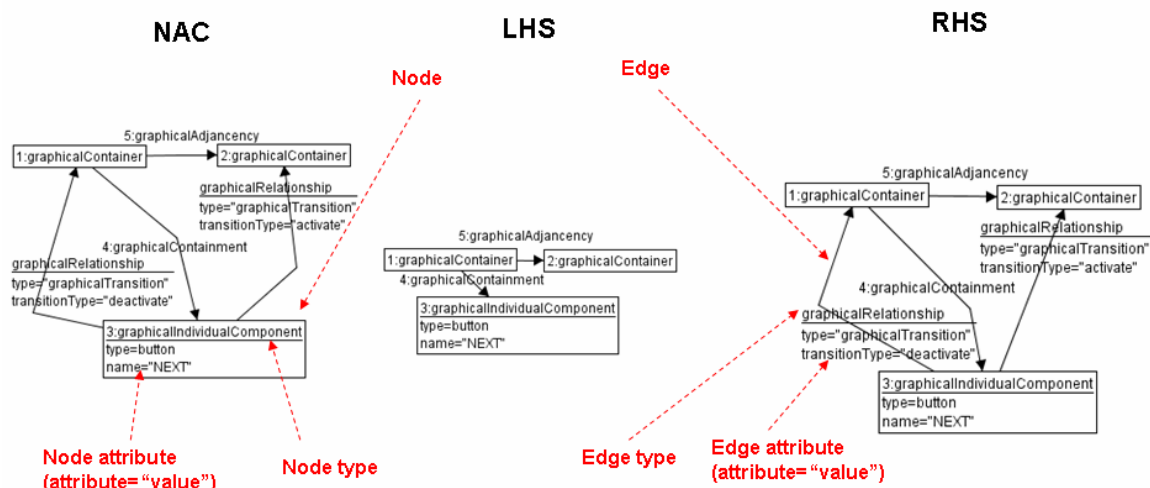 NAC
LHS
RHS
Node
Edge
5:graphicalAdjancency
1:graphicalContainer
2:graphicalContainer
graphicalRelationship
type="graphicalTransition"
transitionType="activate"
4:graphicalContainment
graphicalRelationship
type="graphicalTransition"
transitionType="deactivate"
3:graphicalIndividualComponent
type=button
name="NEXT"
5:graphicalAdjancency
1:graphicalContainer
2:graphicalContainer
4:graphicalContainment
3:graphicalIndividualComponent
type=button
name="NEXT"
5:graphicalAdjancency
1:graphicalContainer
2:graphicalContainer
graphicalRelationship
type="graphicalTransition"
transitionType="activate"
4:graphicalContainment
graphicalRelationship
type="graphicalTransition"
transitionType="deactivate"
3:graphicalIndividualComponent
type=button
name="NEXT"
Node attribute
(attribute= “value”)
Node type
Edge type
Edge attribute
(attribute= “value”)